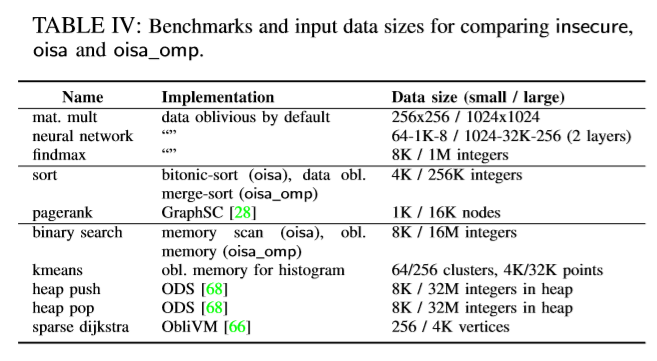 TABLE IV: Benchmarks and input data sizes for comparing insecure,
oisa and oisa_omp.
Name Implementation Data size (small / large)
mat. mult data oblivious by default 256x256 / 1024x1024
neural network “” 64-1K-8 / 1024-32K-256 (2 layers)
findmax “” 8K / 1M integers
sort bitonic-sort (oisa), data obl. 4K / 256K integers
merge-sort (oisa_omp)
pagerank GraphSC [28] 1K / 16K nodes
binary search memory scan (oisa), obl. 8K / 16M integers
memory (oisa_omp)
kmeans obl. memory for histogram 64/256 clusters, 4K/32K points
heap push ODS [68] 8K / 32M integers in heap
heap pop ODS [68] 8K / 32M integers in heap
sparse dijkstra OblivM [66] 256 / 4K vertices